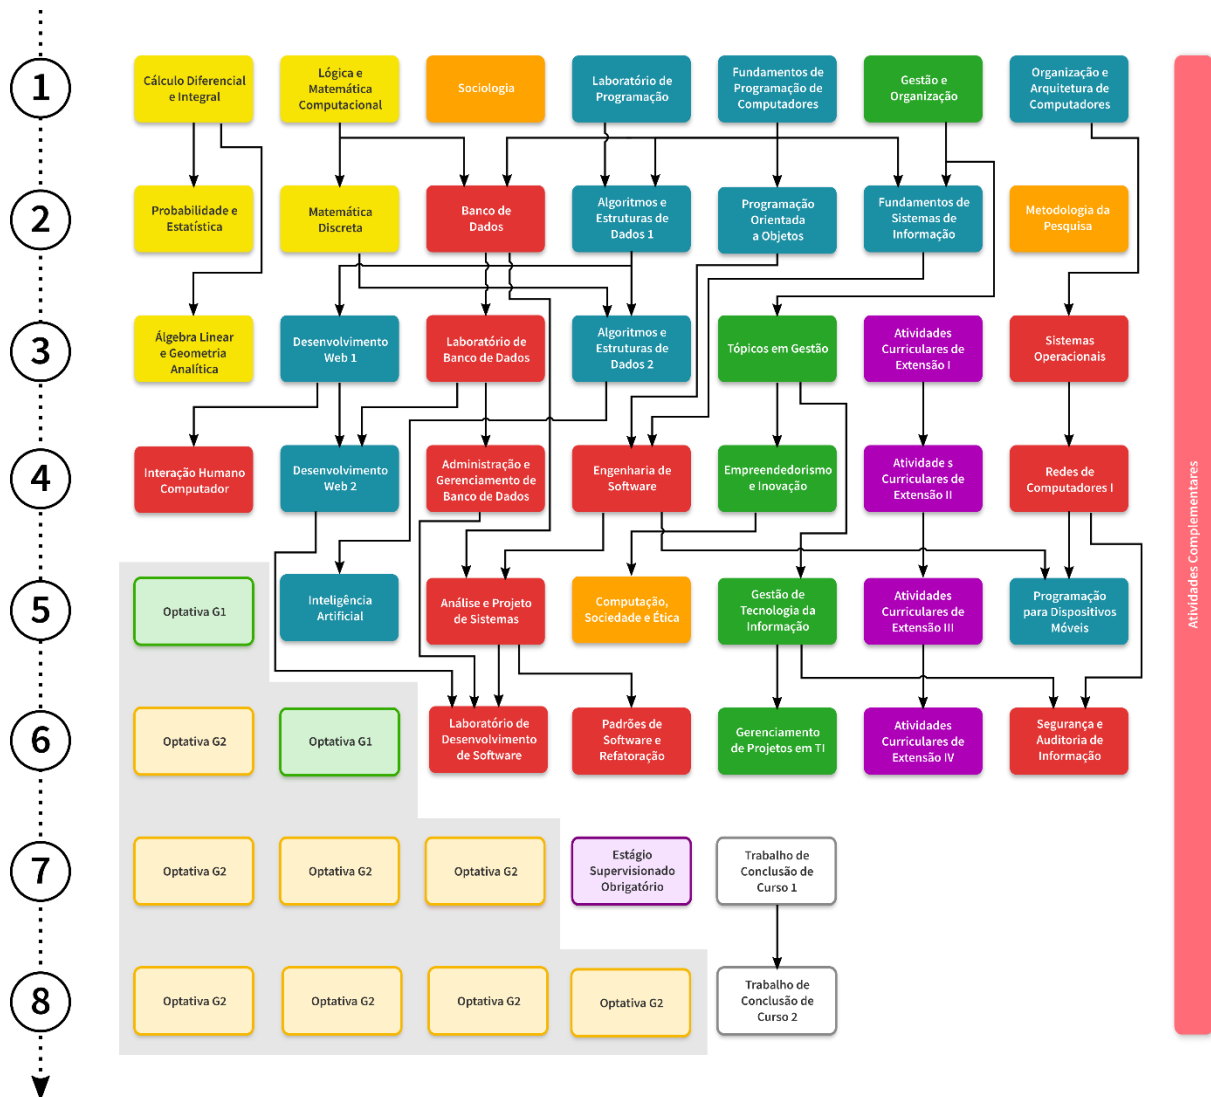 1
Cálculo Diferencial
e Integral
Lógica e
Matemática
Computacional
Sociologia
Laboratório de
Programação
Fundamentos de
Programação de
Computadores
Gestão e
Organização
Organização e
Arquitetura de
Computadores
2
Probabilidade e
Estatística
Matemática
Discreta
Banco de
Dados
Algoritmos e
Estruturas de
Dados 1
Programação
Orientada
a Objetos
Fundamentos de
Sistemas de
Informação
Metodologia da
Pesquisa
3
Álgebra Linear
e Geometria
Analítica
Desenvolvimento
Web 1
Laboratório de
Banco de Dados
Algoritmos e
Estruturas de
Dados 2
Tópicos em Gestão
Atividades
Curriculares de
Extensão I
Sistemas
Operacionais
4
Interação Humano
Computador
Desenvolvimento
Web 2
Administração e
Gerenciamento de
Banco de Dados
Engenharia de
Software
Empreendedorismo
e Inovação
Atividade s
Curriculares de
Extensão II
Redes de
Computadores I
5
Optativa G1
Inteligência
Artificial
Análise e Projeto
de Sistemas
Computação,
Sociedade e Ética
Gestão de
Tecnologia da
Informação
Atividades
Curriculares de
Extensão III
Programação
para Dispositivos
Móveis
6
Optativa G2
Optativa G1
Laboratório de
Desenvolvimento
de Software
Padrões de
Software e
Refatoração
Gerenciamento
de Projetos em TI
Atividades
Curriculares de
Extensão IV
Segurança e
Auditoria de
Informação
7
Optativa G2
Optativa G2
Optativa G2
Estágio
Supervisionado
Obrigatório
Trabalho de
Conclusão de
Curso 1
8
Optativa G2
Optativa G2
Optativa G2
Optativa G2
Trabalho de
Conclusão de
Curso 2
Atividades Complementares